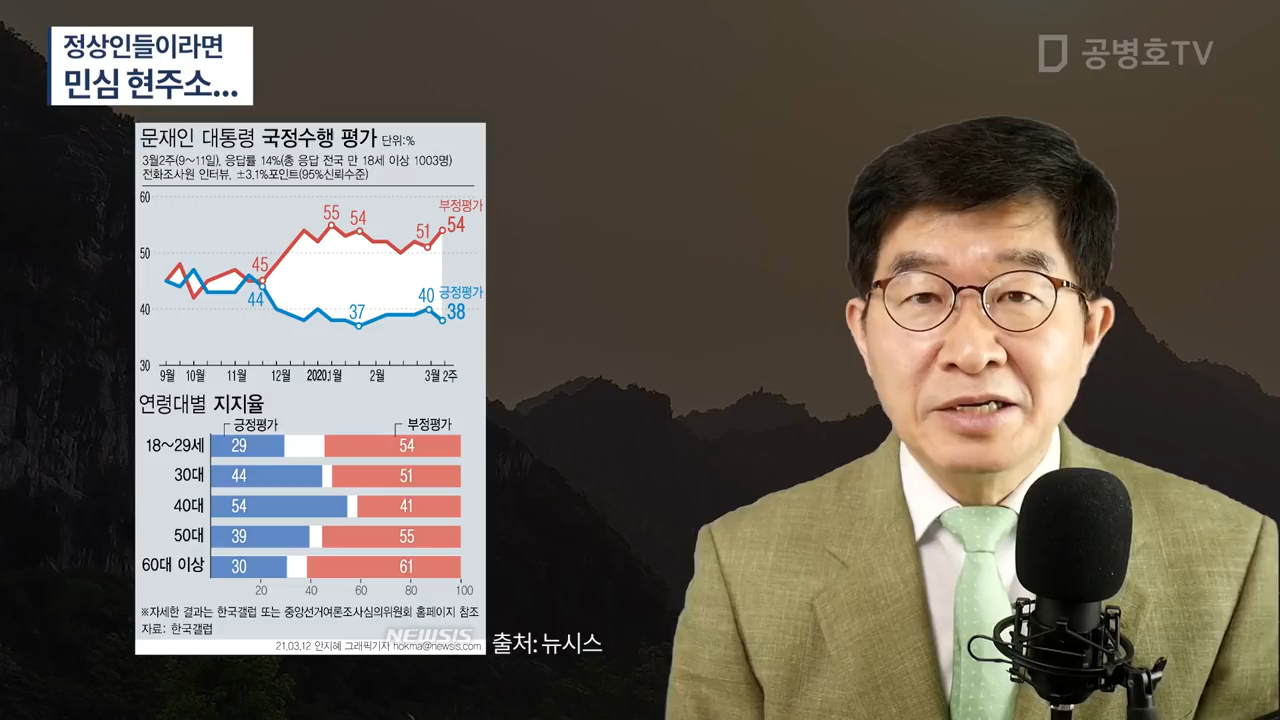 정상인들이라면
민심 현주소...
공병호TV
문재인 대통령 국정수행 평가 단위:%
3월2주(9~11일), 응답률 14%(총 응답 전국 만 18세 이상 1003명)
전화조사원 인터뷰, ±3.1%포인트(95%신뢰수준)
60
부정평가
55
54
51
54
50
45
44
40
긍정평가
37
38
40
30
9월 10월 11월 12월 2020.1월 2월 3월 2주
연령대별 지지율
긍정평가 부정평가
18~29세 29 54
30대 44 51
40대 54 41
50대 39 55
60대 이상 30 61
20 40 60 80 100
※자세한 결과는 한국갤럽 또는 중앙선거여론조사심의위원회 홈페이지 참조
자료: 한국갤럽
NEWSIS
21.03.12 안지혜 그래픽기자 hokma@newsis.com
출처: 뉴시스